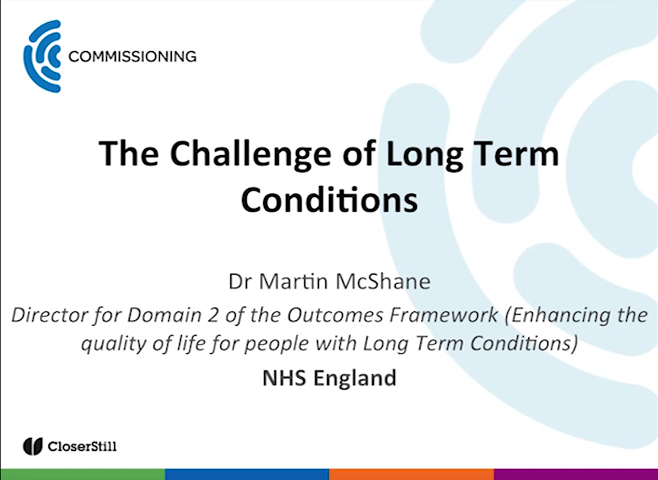 COMMISSIONING
The Challenge of Long Term
Conditions
Dr Martin McShane
Director for Domain 2 of the Outcomes Framework (Enhancing the
quality of life for people with Long Term Conditions)
NHS England
CloserStill